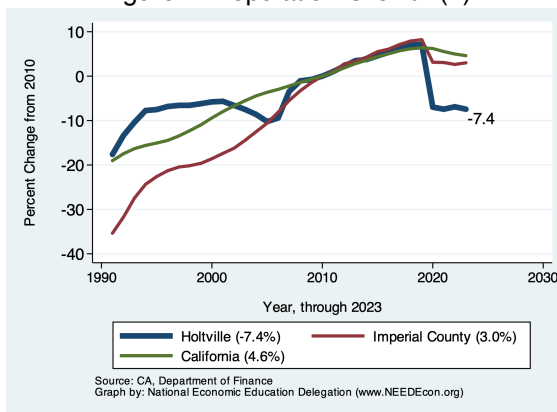 10
0
-10
-20
-30
-40
Percent Change from 2010
-7.4
1990 2000 2010 2020 2030
Year, through 2023
Holtville (-7.4%) Imperial County (3.0%)
California (4.6%)
Source: CA, Department of Finance
Graph by: National Economic Education Delegation (www.NEEDEcon.org)